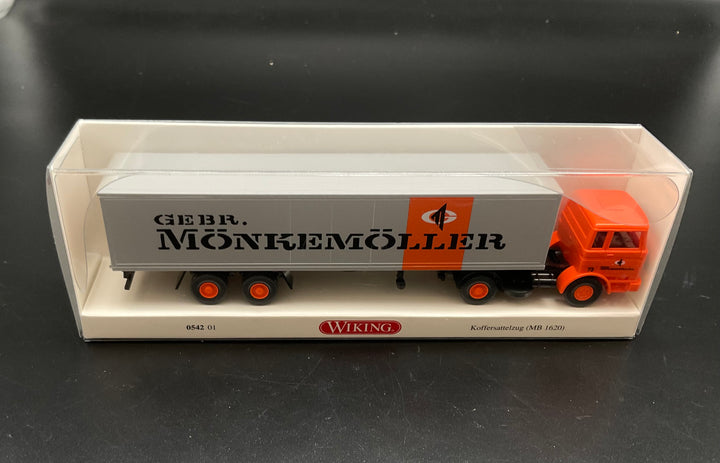 GEBR.
MÖNKEMÖLLER
0542 01
WIKING.
Koffersattelzug (MB 1620)